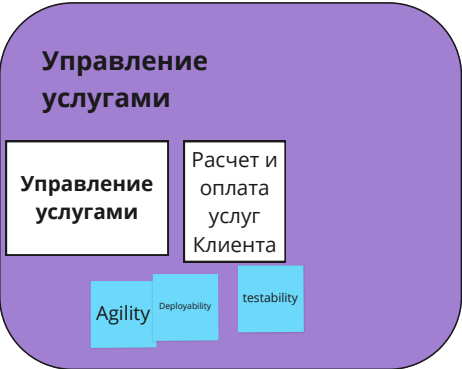 Управление
услугами
Управление
услугами
Расчет и
оплата
услуг
Клиента
Agility
Deployability
testability